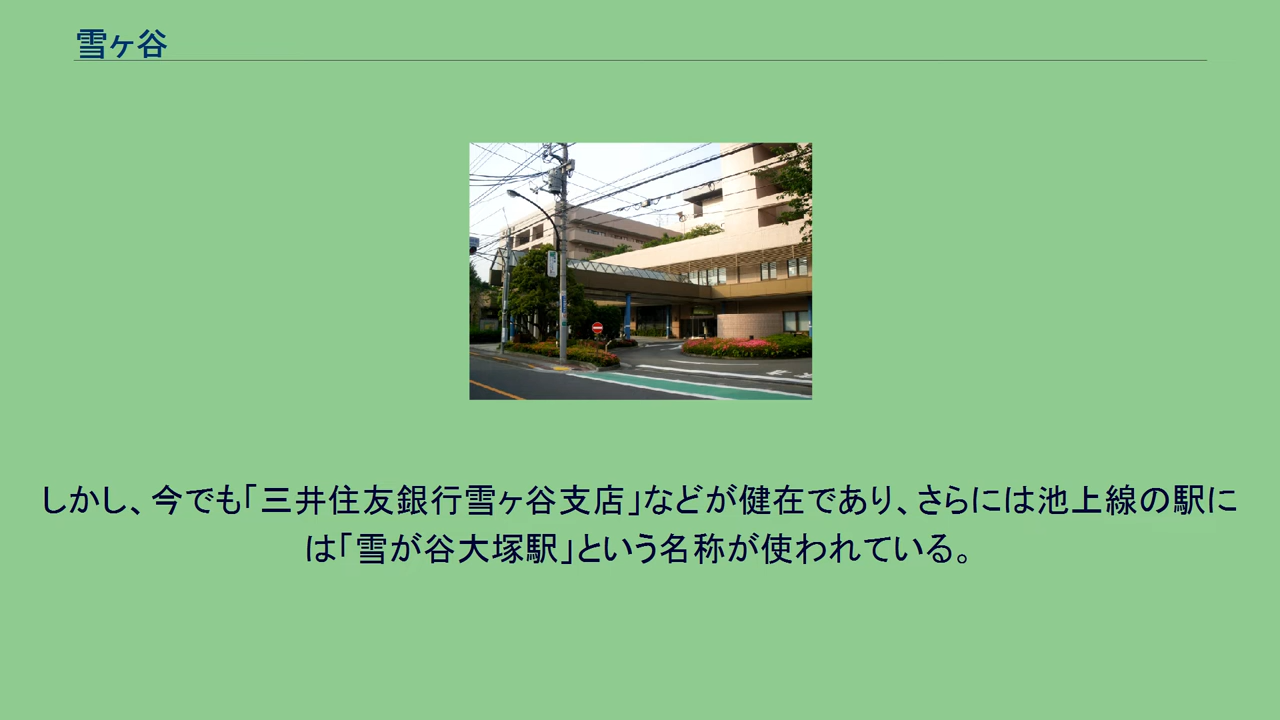 雪ヶ谷
しかし、今でも「三井住友銀行雪ヶ谷支店」などが健在であり、さらには池上線の駅に
は「雪が谷大塚駅」という名称が使われている。